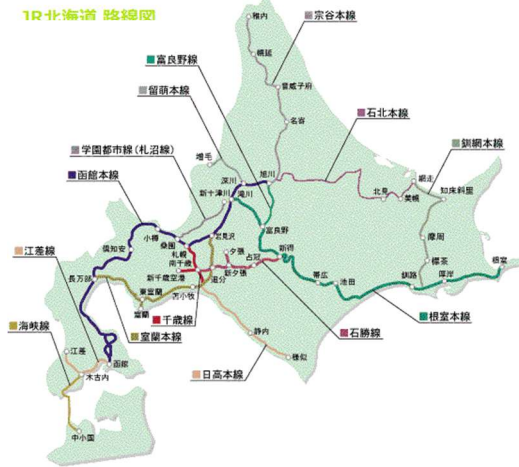 JR北海道 路線図
稚内
宗谷本線
幌延
富良野線
音威子府
留萌本線
石北本線
名寄
釧網本線
学園都市線(札沼線)
増毛
深川
旭川
網走
函館本線
新十津川
滝川
北見
美幌
知床斜里
小樽
富良野
桑園
札幌
岩見沢
摩周
江差線
倶知安
夕張
新得
南千歳
占冠
標茶
根室
長万部
新千歳空港
追分
新夕張
帯広
池田
釧路
厚岸
東室蘭
苫小牧
室蘭
千歳線
石勝線
根室本線
海峡線
室蘭本線
静内
江差
函館
日高本線
様似
木古内
中小国